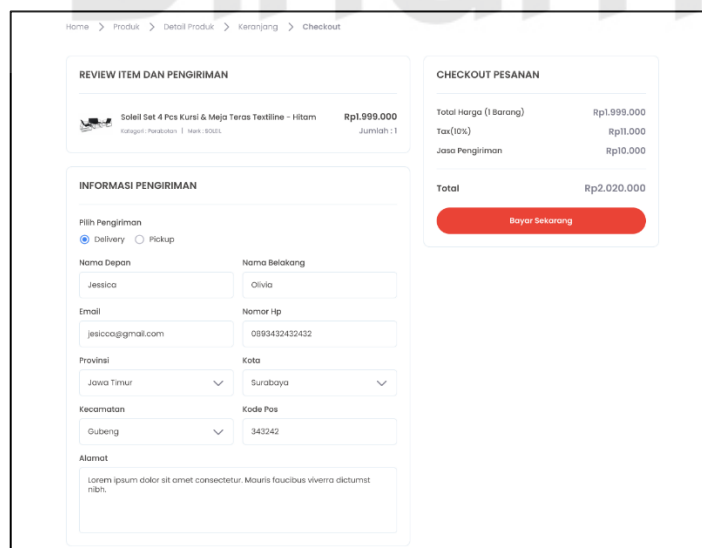 Home > Produk > Detail Produk > Keranjang > Checkout
REVIEW ITEM DAN PENGIRIMAN
Soleil Set 4 Pcs Kursi & Meja Teras Textiline - Hitam Rp1.999.000
Kategori : Perabotan | Merk : SOLEIL Jumlah : 1
CHECKOUT PESANAN
Total Harga (1 Barang) Rp1.999.000
Tax(10%) Rp11.000
Jasa Pengiriman Rp10.000
Total Rp2.020.000
Bayar Sekarang
INFORMASI PENGIRIMAN
Pilih Pengiriman
Delivery Pickup
Nama Depan Nama Belakang
Jessica Olivia
Email Nomor Hp
jesicca@gmail.com 0893432432432
Provinsi Kota
Jawa Timur Surabaya
Kecamatan Kode Pos
Gubeng 343242
Alamat
Lorem ipsum dolor sit amet consectetur. Mauris faucibus viverra dictumst
nibh.